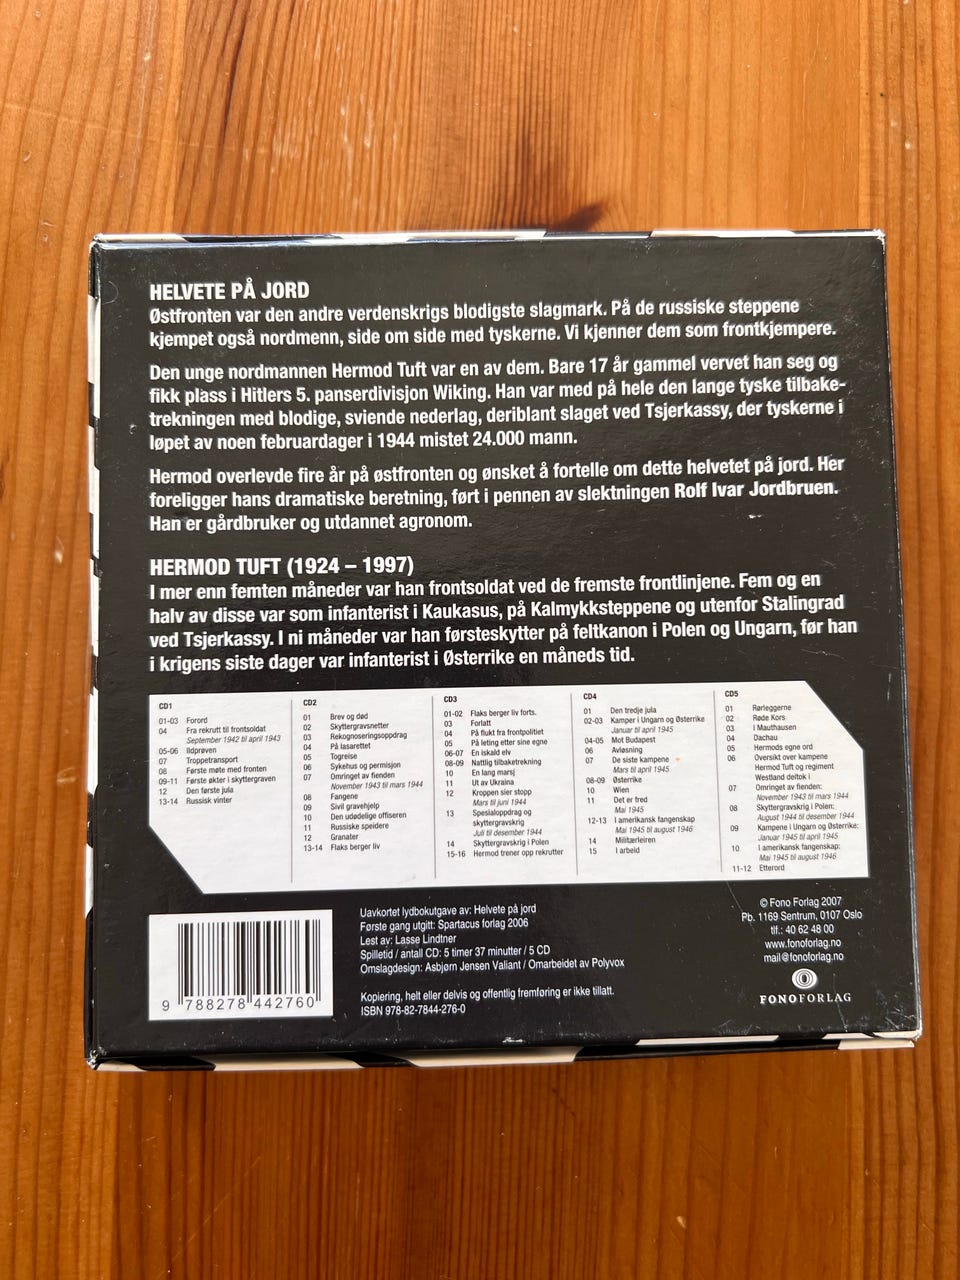 HELVETE PÅ JORD
Østfronten var den andre verdenskrigs blodigste slagmark. På de russiske steppene
kjempet også nordmenn, side om side med tyskerne. Vi kjenner dem som frontkjempere.
Den unge nordmannen Hermod Tuft var en av dem. Bare 17 år gammel vervet han seg og
fikk plass i Hitlers 5. panserdivisjon Wiking. Han var med på hele den lange tyske tilbake-
trekningen med blodige, sviende nederlag, deriblant slaget ved Tsjerkassy, der tyskerne i
løpet av noen februardager i 1944 mistet 24.000 mann.
Hermod overlevde fire år på østfronten og ønsket å fortelle om dette helvetet på jord. Her
foreligger hans dramatiske beretning, ført i pennen av slektningen Rolf Ivar Jordbruen.
Han er gårdbruker og utdannet agronom.
HERMOD TUFT (1924 – 1997)
I mer enn femten måneder var han frontsoldat ved de fremste frontlinjene. Fem og en
halv av disse var som infanterist i Kaukasus, på Kalmykksteppene og utenfor Stalingrad
ved Tsjerkassy. I ni måneder var han førsteskytter på feltkanon i Polen og Ungarn, før han
i krigens siste dager var infanterist i Østerrike en måneds tid.
CD1
01-03 Forord
04 Fra rekrutt til frontsoldat
September 1942 til april 1943
05-06 Ildprøven
07 Troppetransport
08 Første møte med fronten
09-11 Første økter i skyttergraven
12 Den første jula
13-14 Russisk vinter
CD2
01 Brev og død
02 Skyttergravsnetter
03 Rekognoseringsoppdrag
04 På lasarettet
05 Togreise
06 Sykehus og permisjon
07 Omringet av fienden
November 1943 til mars 1944
08 Fangene
09 Sivil gravehjelp
10 Den udødelige offiseren
11 Russiske speidere
12 Granater
13-14 Flaks berger liv
CD3
01-02 Flaks berger liv forts.
03 Forlatt
04 På flukt fra frontpolitiet
05 På leting etter sine egne
06-07 En iskald elv
08-09 Nattlig tilbaketrekning
10 En lang marsj
11 Ut av Ukraina
12 Kroppen sier stopp
Mars til juni 1944
13 Spesialoppdrag og
skyttergravskrig
Juli til desember 1944
14 Skyttergravskrig i Polen
15-16 Hermod trener opp rekrutter
CD4
01 Den tredje jula
02-03 Kamper i Ungarn og Østerrike
Januar til april 1945
04-05 Mot Budapest
06 Avløsning
07 De siste kampene
Mars til april 1945
08-09 Østerrike
10 Wien
11 Det er fred
Mai 1945
12-13 I amerikansk fangenskap
Mai 1945 til august 1946
14 Militærleiren
15 I arbeid
CD5
01 Rørleggerne
02 Røde Kors
03 I Mauthausen
04 Dachau
05 Hermods egne ord
06 Oversikt over kampene
Hermod Tuft og regiment
Westland deltok i
07 Omringet av fienden:
November 1943 til mars 1944
08 Skyttergravskrig i Polen:
August 1944 til desember 1944
09 Kampene i Ungarn og Østerrike:
Januar 1945 til april 1945
10 I amerikansk fangenskap:
Mai 1945 til august 1946
11-12 Etterord
9 788278 442760
Uavkortet lydbokutgave av: Helvete på jord
Første gang utgitt: Spartacus forlag 2006
Lest av: Lasse Lindtner
Spilletid / antall CD: 5 timer 37 minutter / 5 CD
Omslagdesign: Asbjørn Jensen Valiant / Omarbeidet av Polyvox
Kopiering, helt eller delvis og offentlig fremføring er ikke tillatt.
ISBN 978-82-7844-276-0
© Fono Forlag 2007
Pb. 1169 Sentrum, 0107 Oslo
tlf.: 40 62 48 00
www.fonoforlag.no
mail@fonoforlag.no
FONOFORLAG